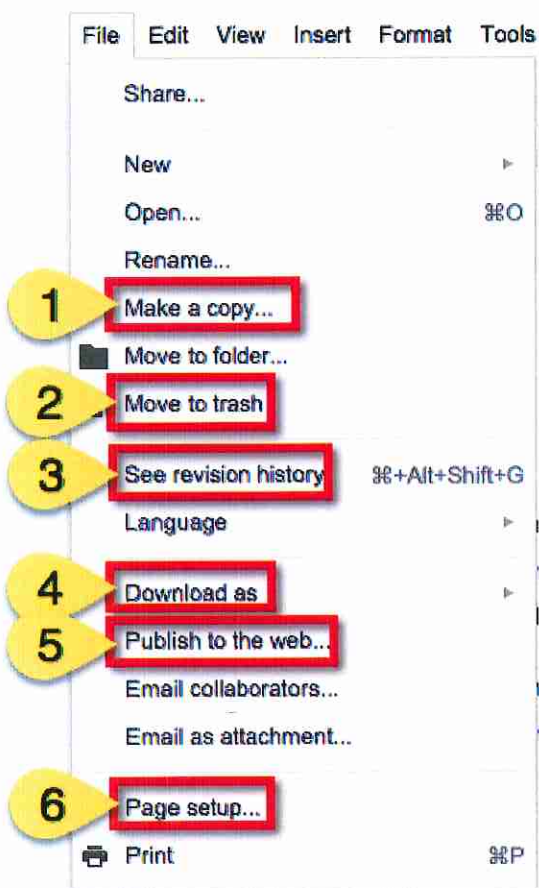 File Edit View Insert Format Tools
Share...
New
Open... ⌘O
Rename...
1 Make a copy...
Move to folder...
2 Move to trash
3 See revision history ⌘+Alt+Shift+G
Language
4 Download as
5 Publish to the web...
Email collaborators...
Email as attachment...
6 Page setup...
Print ⌘P